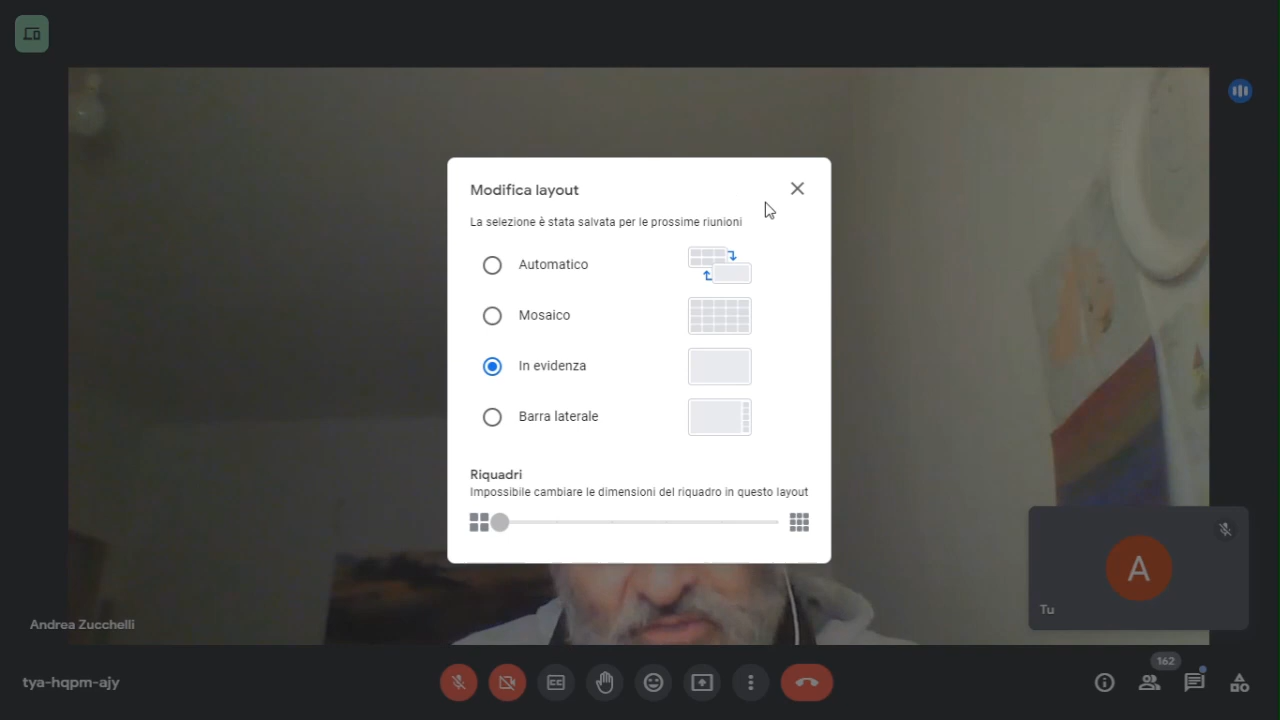 Modifica layout
La selezione è stata salvata per le prossime riunioni
Automatico
Mosaico
In evidenza
Barra laterale
Riquadri
Impossibile cambiare le dimensioni del riquadro in questo layout
A
Tu
Andrea Zucchelli
tya-hqpm-ajy
CC
162